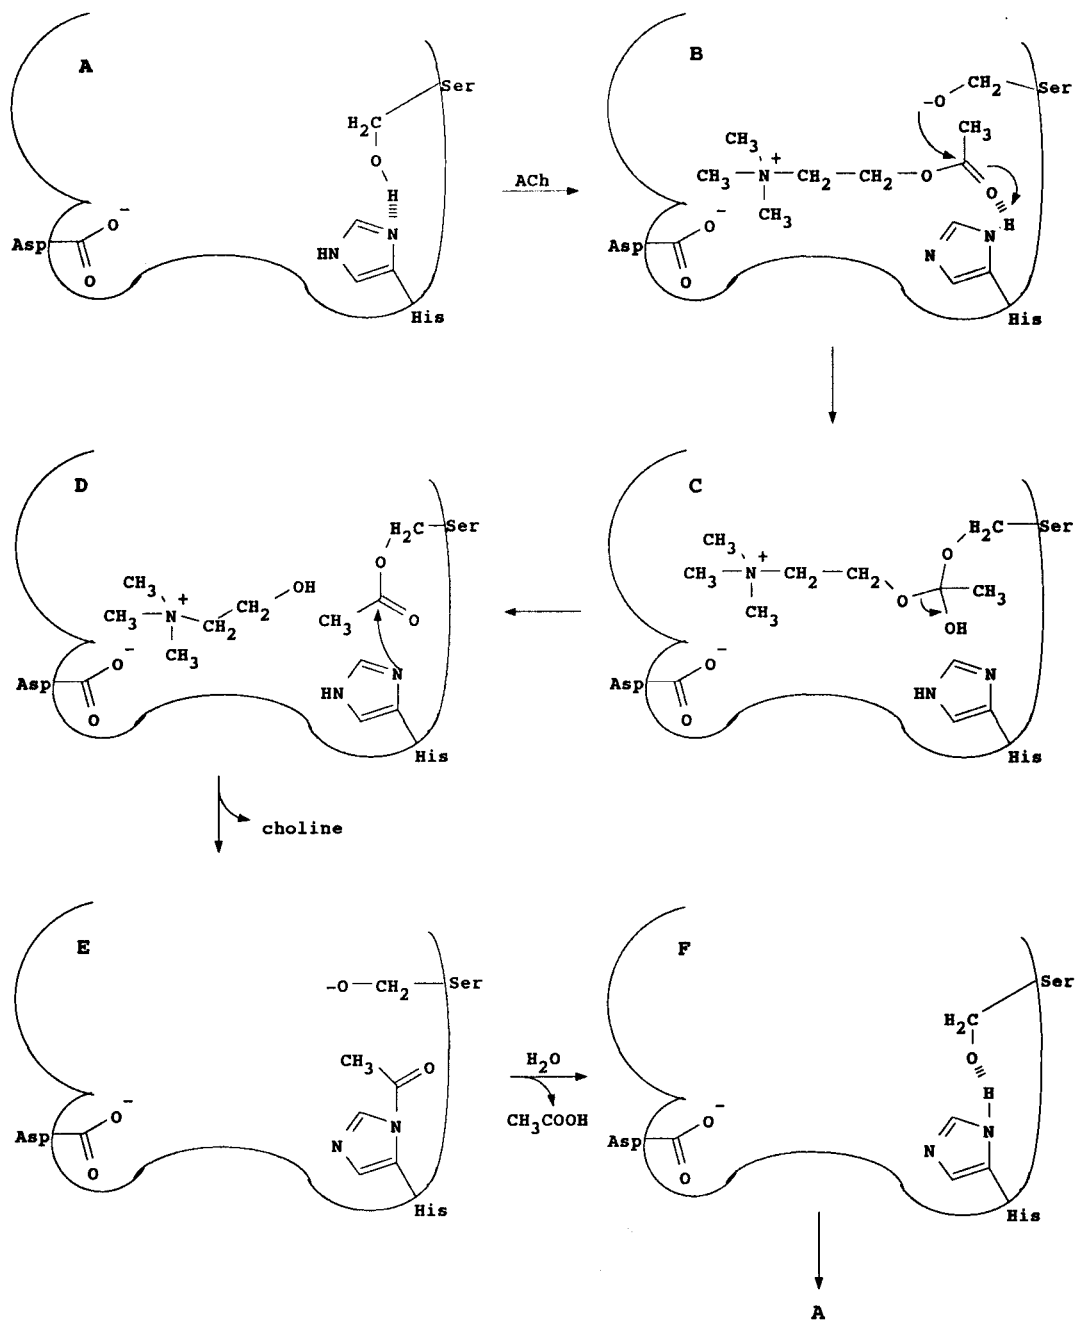 A
Ser
H2C
O
H
O−
Asp
O
HN
N
His
ACh
B
−O CH2 Ser
CH3
CH3
CH3 N+ CH2 CH2 O
CH3
O
H
O−
Asp
O
N
N
His
D
H2C Ser
O
CH3
CH3 N+ CH2 CH2 OH
CH3
CH3
O
O−
Asp
O
HN
N
His
C
H2C Ser
O
CH3
CH3 N+ CH2 CH2 O
CH3
CH3
OH
O−
Asp
O
HN
N
His
choline
E
−O CH2 Ser
CH3
O
O−
Asp
O
N
N
His
H2O
CH3COOH
F
Ser
H2C
O
H
O−
Asp
O
N
N
His
A